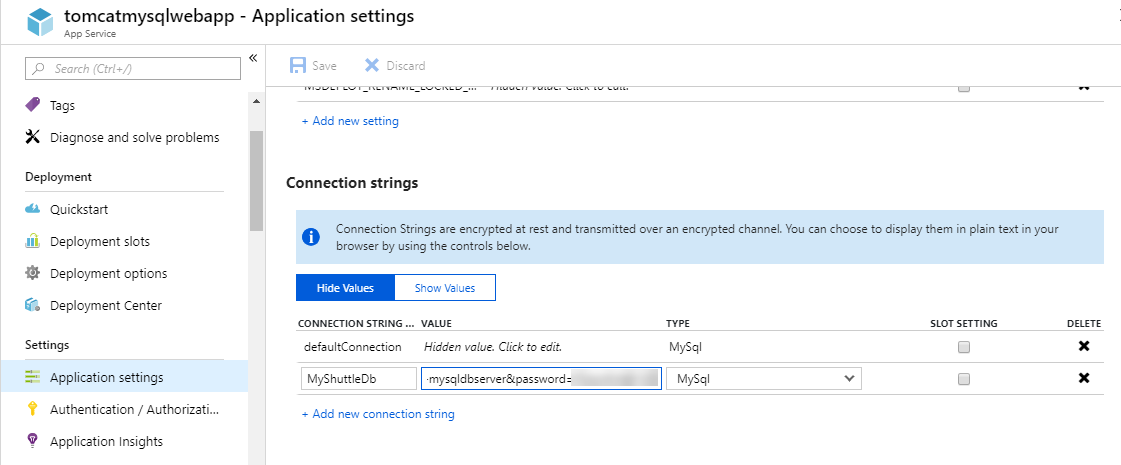 tomcatmysqlwebapp - Application settings
App Service
«
Search (Ctrl+/)
Tags
Diagnose and solve problems
Deployment
Quickstart
Deployment slots
Deployment options
Deployment Center
Settings
Application settings
Authentication / Authorizati...
Application Insights
Save
Discard
MSDEPLOY_RENAME_LOCKED_... Hidden value. Click to edit.
+ Add new setting
Connection strings
Connection Strings are encrypted at rest and transmitted over an encrypted channel. You can choose to display them in plain text in your
browser by using the controls below.
Hide Values
Show Values
CONNECTION STRING ... VALUE TYPE SLOT SETTING DELETE
defaultConnection Hidden value. Click to edit. MySql
MyShuttleDb -mysqldbserver&password= MySql
+ Add new connection string